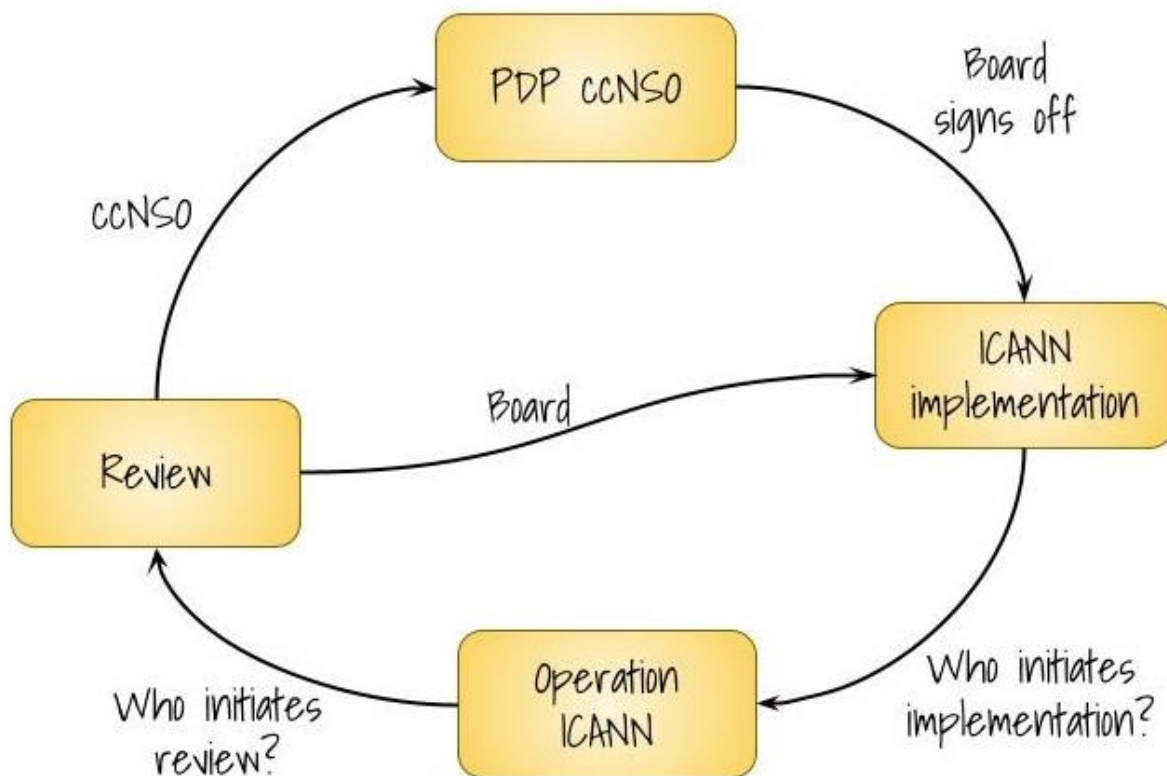 PDP ccNSO
Board
signs off
ccNSO
ICANN
implementation
Board
Review
Operation
ICANN
Who initiates
implementation?
Who initiates
review?